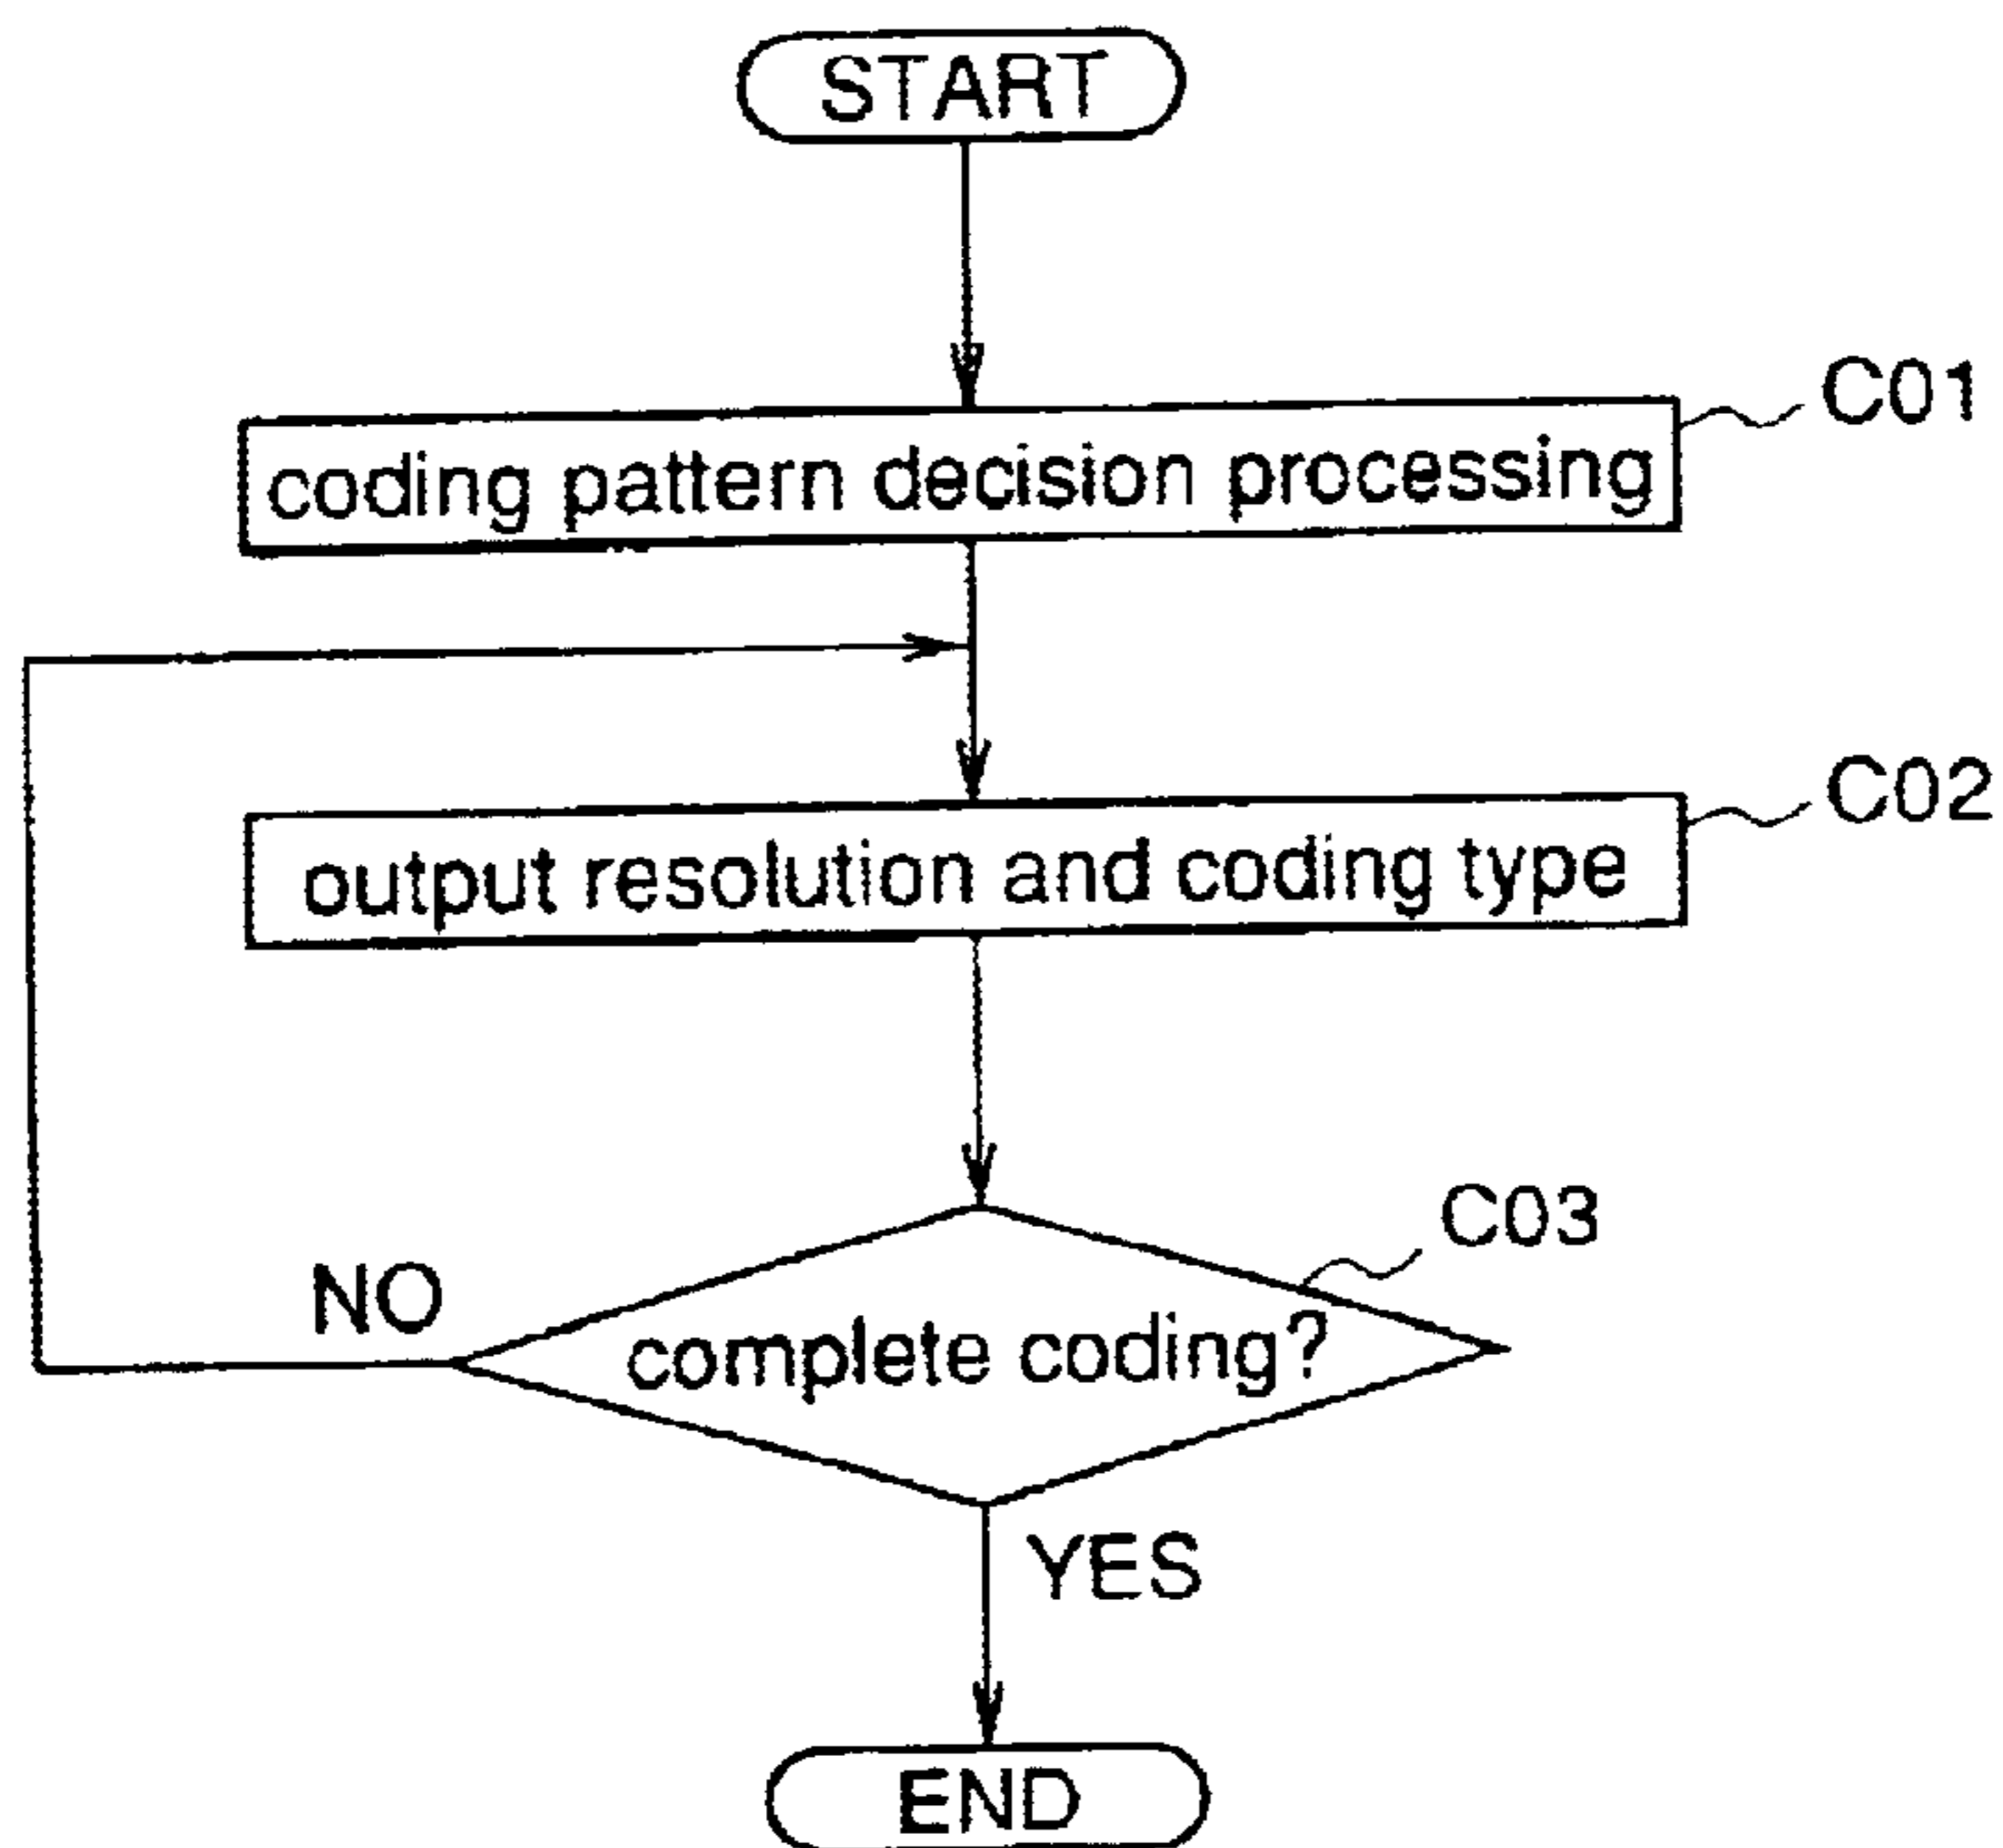 START
C01
coding pattern decision processing
C02
output resolution and coding type
C03
NO
complete coding?
YES
END